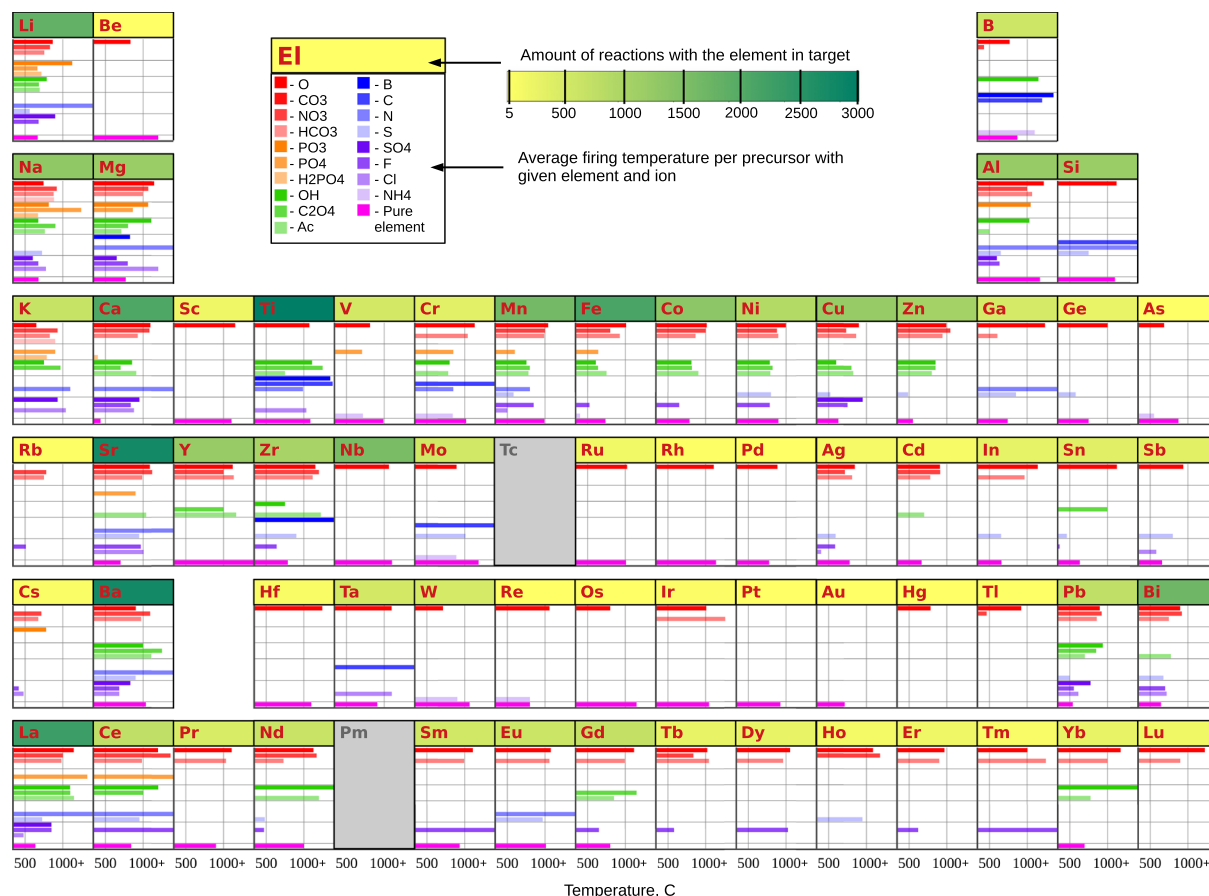 Li Be B
El
Amount of reactions with the element in target
5 500 1000 1500 2000 2500 3000
- O - B
- CO3 - C
- NO3 - N
- HCO3 - S
- PO3 - SO4
- PO4 - F
- H2PO4 - Cl
- OH - NH4
- C2O4 - Pure
- Ac element
Average firing temperature per precursor with
given element and ion
Na Mg Al Si
K Ca Sc Ti V Cr Mn Fe Co Ni Cu Zn Ga Ge As
Rb Sr Y Zr Nb Mo Tc Ru Rh Pd Ag Cd In Sn Sb
Cs Ba Hf Ta W Re Os Ir Pt Au Hg Tl Pb Bi
La Ce Pr Nd Pm Sm Eu Gd Tb Dy Ho Er Tm Yb Lu
500 1000+ 500 1000+ 500 1000+ 500 1000+ 500 1000+ 500 1000+ 500 1000+ 500 1000+ 500 1000+ 500 1000+ 500 1000+ 500 1000+ 500 1000+ 500 1000+ 500 1000+
Temperature, C